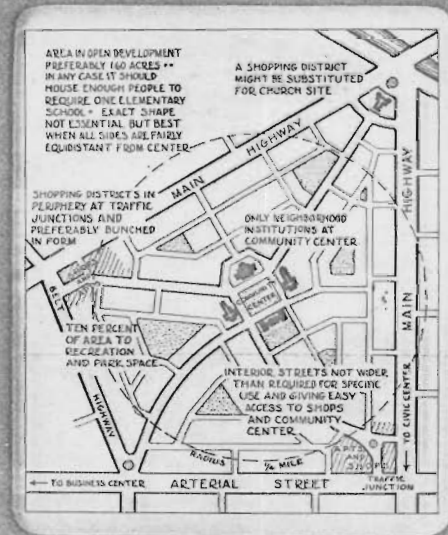 AREA IN OPEN DEVELOPMENT
PREFERABLY 160 ACRES ••
IN ANY CASE IT SHOULD
HOUSE ENOUGH PEOPLE TO
REQUIRE ONE ELEMENTARY
SCHOOL • EXACT SHAPE
NOT ESSENTIAL BUT BEST
WHEN ALL SIDES ARE FAIRLY
EQUIDISTANT FROM CENTER
A SHOPPING DISTRICT
MIGHT BE SUBSTITUTED
FOR CHURCH SITE
MAIN HIGHWAY
HIGHWAY
MAIN
SHOPPING DISTRICTS IN
PERIPHERY AT TRAFFIC
JUNCTIONS AND
PREFERABLY BUNCHED
IN FORM
ONLY NEIGHBORHOOD
INSTITUTIONS AT
COMMUNITY CENTER
COMMUNITY
CENTER
BELT
HIGHWAY
TEN PERCENT
OF AREA TO
RECREATION
AND PARK SPACE
INTERIOR STREETS NOT WIDER
THAN REQUIRED FOR SPECIFIC
USE AND GIVING EASY
ACCESS TO SHOPS
AND COMMUNITY
CENTER
RADIUS ¼ MILE
APTS
AND
SHOPS
TO CIVIC CENTER
TRAFFIC
JUNCTION
TO BUSINESS CENTER
ARTERIAL STREET